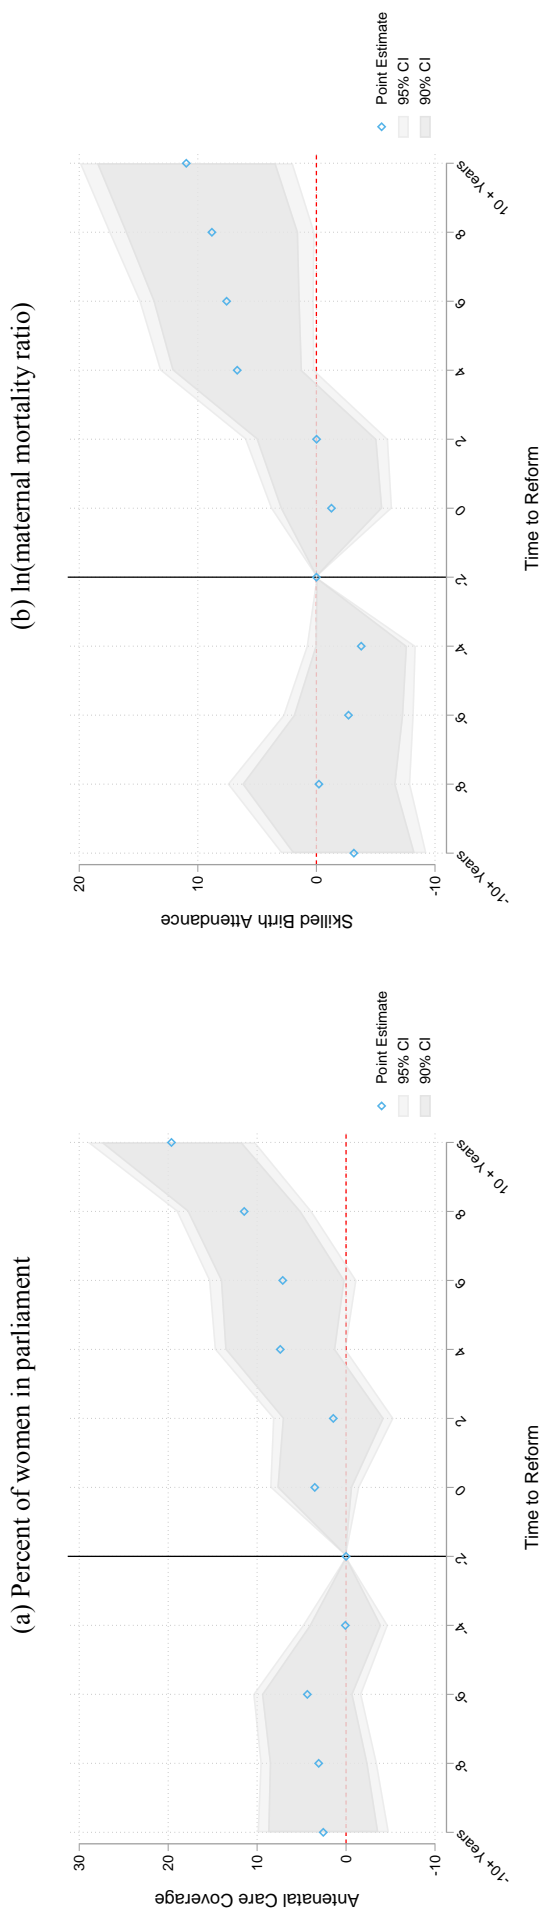 (a) Percent of women in parliament
Antenatal Care Coverage
30
20
10
0
-10
-10+ Years
-8
-6
-4
-2
0
2
4
6
8
10 + Years
Time to Reform
Point Estimate
95% CI
90% CI
(b) ln(maternal mortality ratio)
Skilled Birth Attendance
20
10
0
-10
-10+ Years
-8
-6
-4
-2
0
2
4
6
8
10 + Years
Time to Reform
Point Estimate
95% CI
90% CI